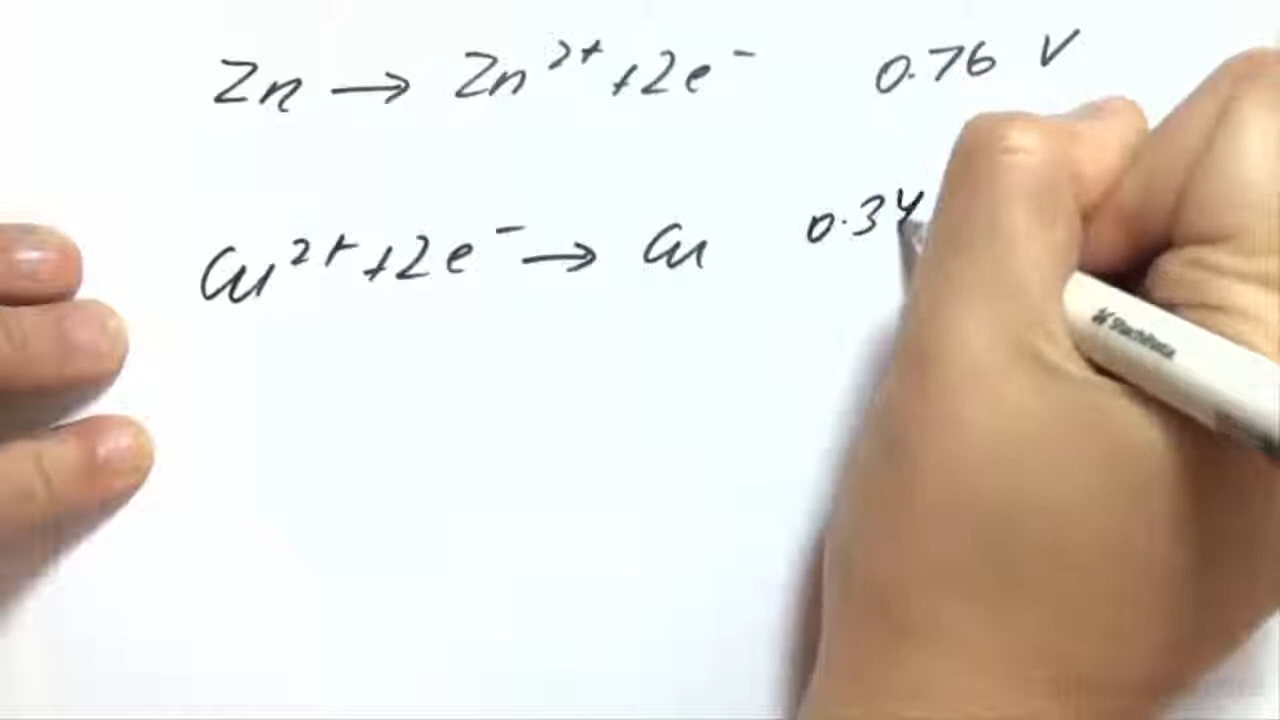 Zn → Zn²⁺ +2e⁻ 0.76 V
Cu²⁺ +2e⁻ → Cu 0.34